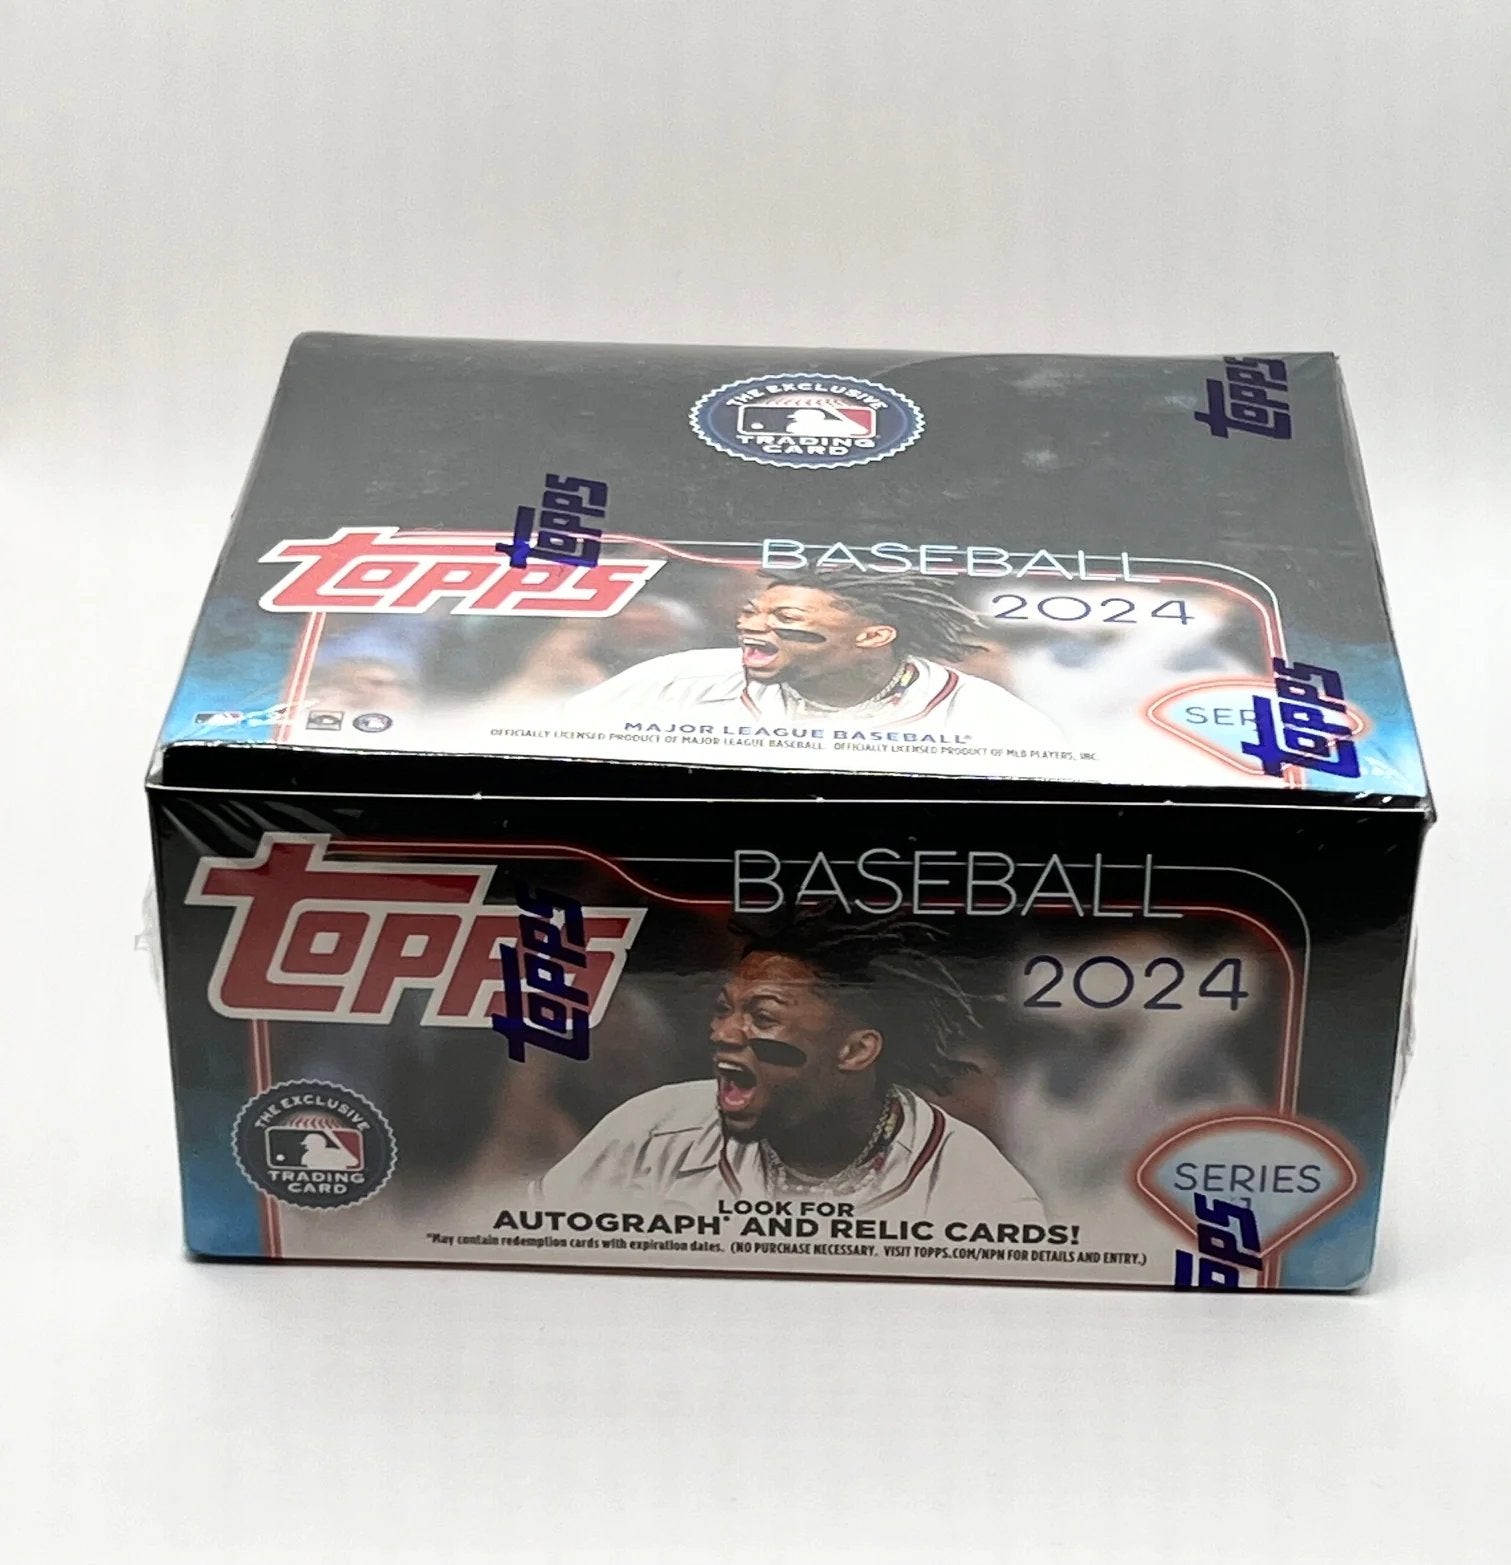 THE EXCLUSIVE
TRADING
CARD
topps
topps
topps
BASEBALL
2024
SER
topps
MAJOR LEAGUE BASEBALL
OFFICIALLY LICENSED PRODUCT OF MAJOR LEAGUE BASEBALL. OFFICIALLY LICENSED PRODUCT OF MLB PLAYERS, INC.
topps
BASEBALL
topps
2024
THE EXCLUSIVE
TRADING
CARD
SERIES
topps
LOOK FOR
AUTOGRAPH* AND RELIC CARDS!
*May contain redemption cards with expiration dates. (NO PURCHASE NECESSARY. VISIT TOPPS.COM/NPN FOR DETAILS AND ENTRY.)